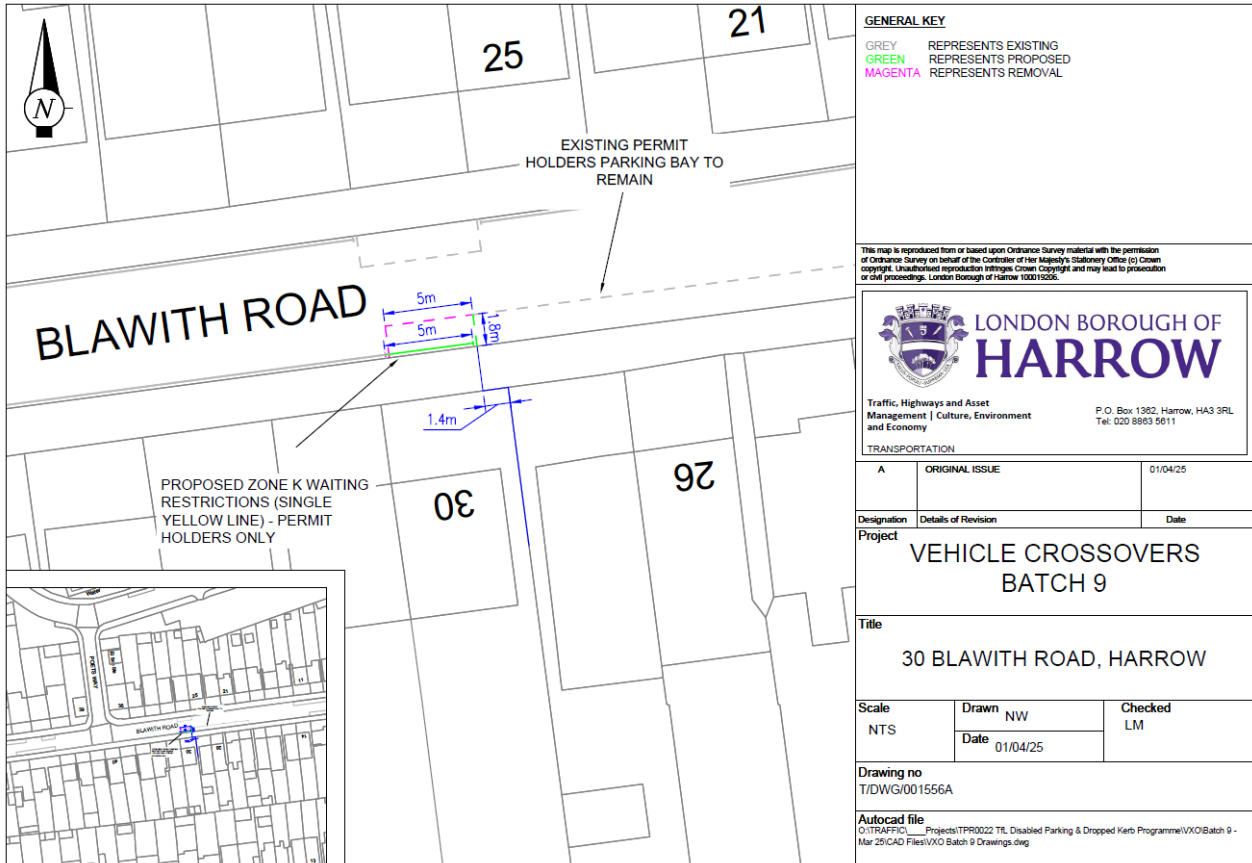 N
25
21
EXISTING PERMIT
HOLDERS PARKING BAY TO
REMAIN
BLAWITH ROAD
5m
5m
1.8m
1.4m
PROPOSED ZONE K WAITING
RESTRICTIONS (SINGLE
YELLOW LINE) - PERMIT
HOLDERS ONLY
30
26
POETS WAY
BLAWITH ROAD
25
21
11
GENERAL KEY
GREY REPRESENTS EXISTING
GREEN REPRESENTS PROPOSED
MAGENTA REPRESENTS REMOVAL
This map is reproduced from or based upon Ordnance Survey material with the permission
of Ordnance Survey on behalf of the Controller of Her Majesty's Stationery Office (c) Crown
copyright. Unauthorised reproduction infringes Crown Copyright and may lead to prosecution
or civil proceedings. London Borough of Harrow 100019206.
LONDON BOROUGH OF
HARROW
Traffic, Highways and Asset
Management | Culture, Environment
and Economy
P.O. Box 1362, Harrow, HA3 3RL
Tel: 020 8863 5611
TRANSPORTATION
A ORIGINAL ISSUE 01/04/25
Designation Details of Revision Date
Project
VEHICLE CROSSOVERS
BATCH 9
Title
30 BLAWITH ROAD, HARROW
Scale
NTS
Drawn NW
Date 01/04/25
Checked
LM
Drawing no
T/DWG/001556A
Autocad file
O:\TRAFFIC\____Projects\TPR0022 TfL Disabled Parking & Dropped Kerb Programme\VXO\Batch 9 -
Mar 25\CAD Files\VXO Batch 9 Drawings.dwg